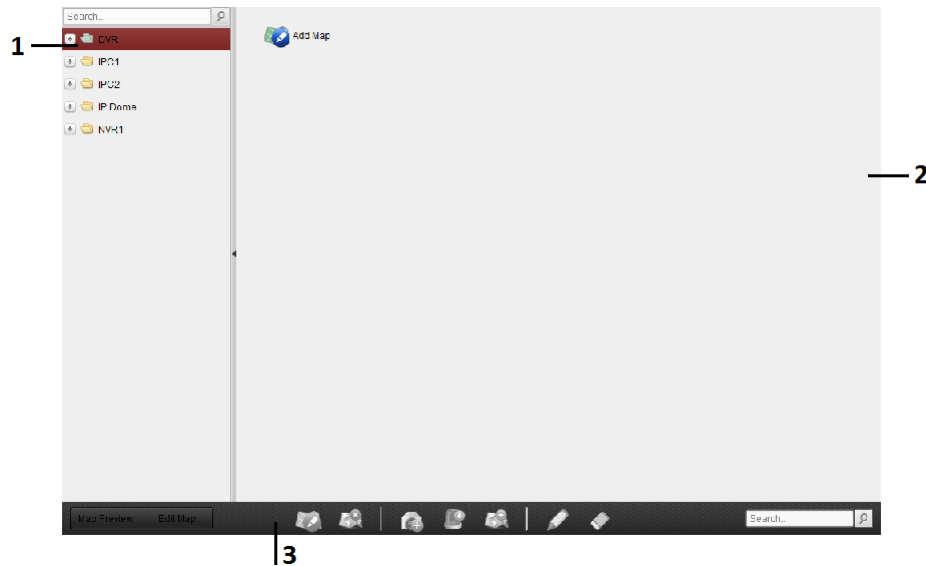 Search...
1
DVR
Add Map
IPC1
IPC2
IP Dome
NVR1
2
Map Preview
Edit Map
Search...
3